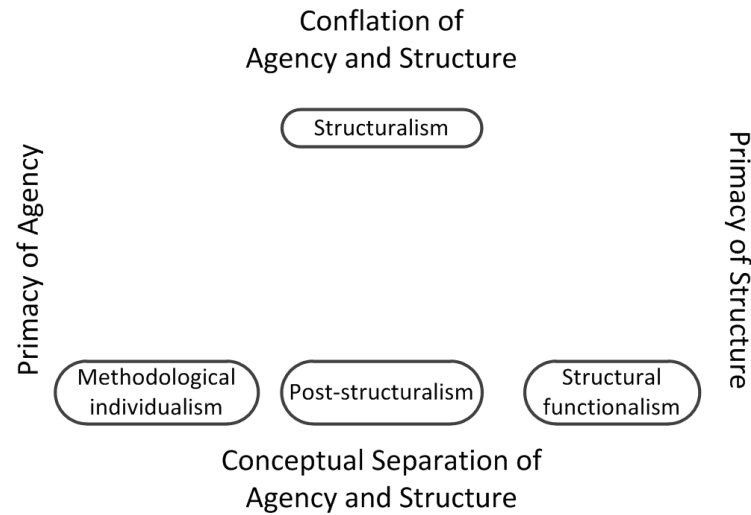 Conflation of
Agency and Structure
Structuralism
Primacy of Agency
Primacy of Structure
Methodological
individualism
Post-structuralism
Structural
functionalism
Conceptual Separation of
Agency and Structure